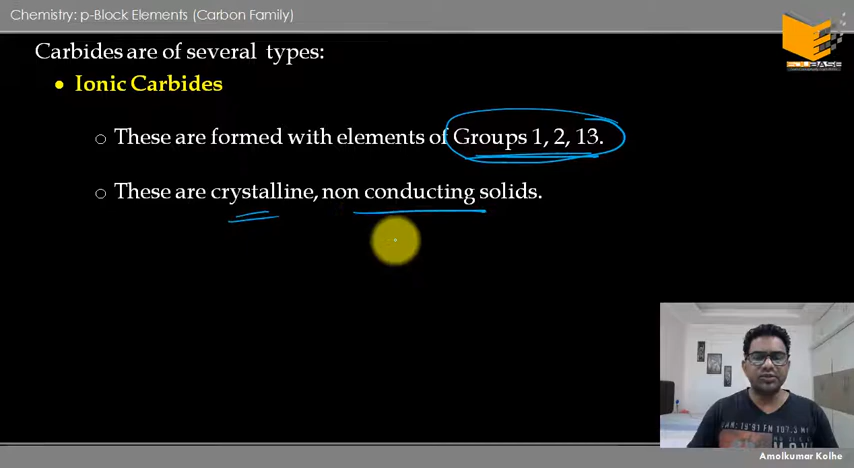 Chemistry: p-Block Elements (Carbon Family)
Carbides are of several types:
• Ionic Carbides
○ These are formed with elements of Groups 1, 2, 13.
○ These are crystalline, non conducting solids.
Amolkumar Kolhe